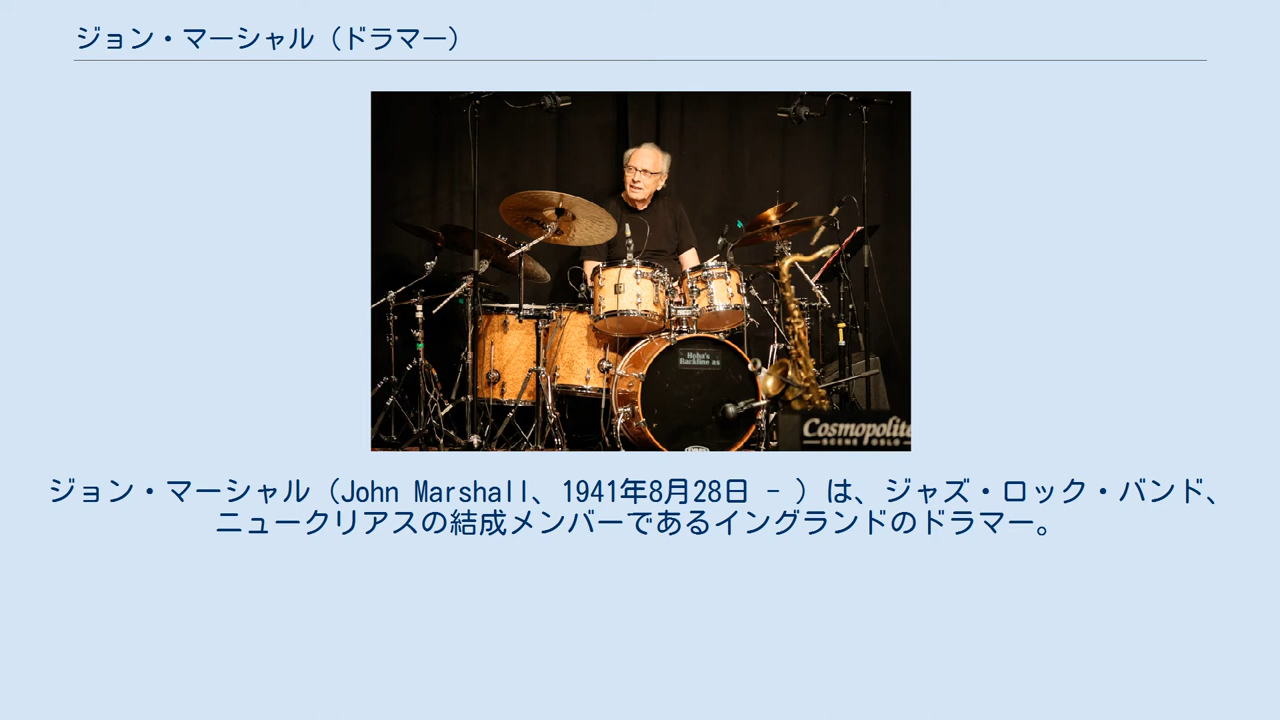 ジョン・マーシャル（ドラマー）
Hoha's
Backline as
Cosmopolite
SCENE OSLO
ジョン・マーシャル（John Marshall、1941年8月28日 - ）は、ジャズ・ロック・バンド、
ニュークリアスの結成メンバーであるイングランドのドラマー。